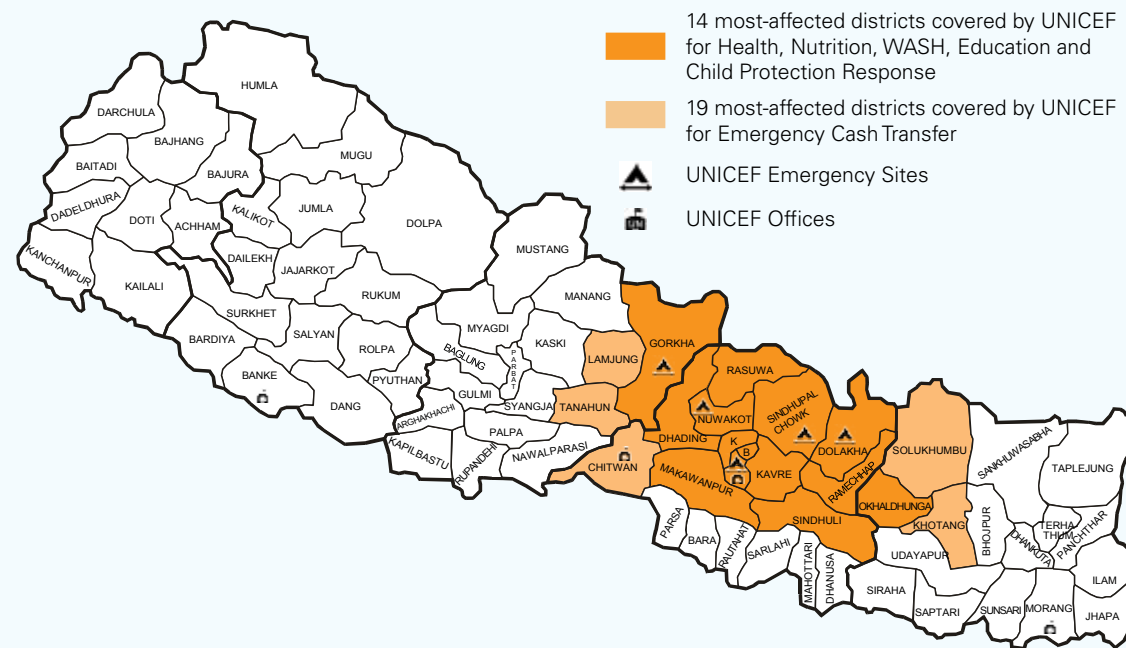 14 most-affected districts covered by UNICEF
for Health, Nutrition, WASH, Education and
Child Protection Response
19 most-affected districts covered by UNICEF
for Emergency Cash Transfer
UNICEF Emergency Sites
UNICEF Offices
HUMLA
DARCHULA
BAJHANG
MUGU
BAITADI
BAJURA
DADELDHURA
DOTI
ACHHAM
KALIKOT
JUMLA
DOLPA
KANCHANPUR
KAILALI
DAILEKH
JAJARKOT
MUSTANG
RUKUM
MANANG
SURKHET
SALYAN
BARDIYA
MYAGDI
KASKI
GORKHA
ROLPA
BAGLUNG
PARBAT
LAMJUNG
RASUWA
BANKE
PYUTHAN
GULMI
SYANGJA
TANAHUN
NUWAKOT
SINDHUPAL
CHOWK
DANG
ARGHAKHACHI
PALPA
DHADING
K
B
DOLAKHA
SOLUKHUMBU
SANKHUWASABHA
TAPLEJUNG
KAPILBASTU
RUPANDEHI
NAWALPARASI
CHITWAN
MAKAWANPUR
KAVRE
RAMECHHAP
OKHALDHUNGA
KHOTANG
BHOJPUR
TERHA
THUM
PANCHTHAR
DHANKUTA
PARSA
BARA
RAUTAHAT
SARLAHI
SINDHULI
MAHOTTARI
DHANUSA
UDAYAPUR
SIRAHA
SAPTARI
SUNSARI
MORANG
ILAM
JHAPA